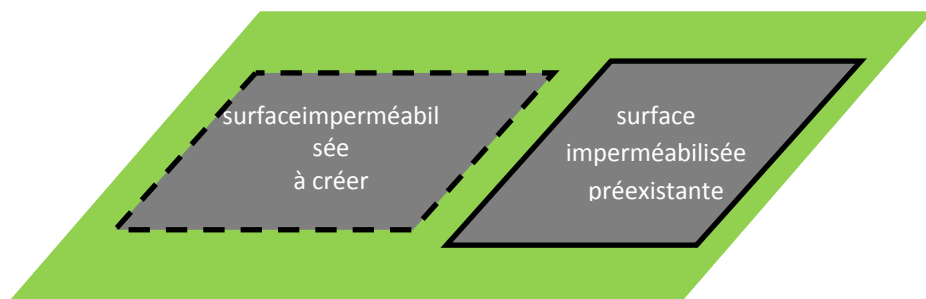 surfaceimperméabil
sée
à créer
surface
imperméabilisée
préexistante